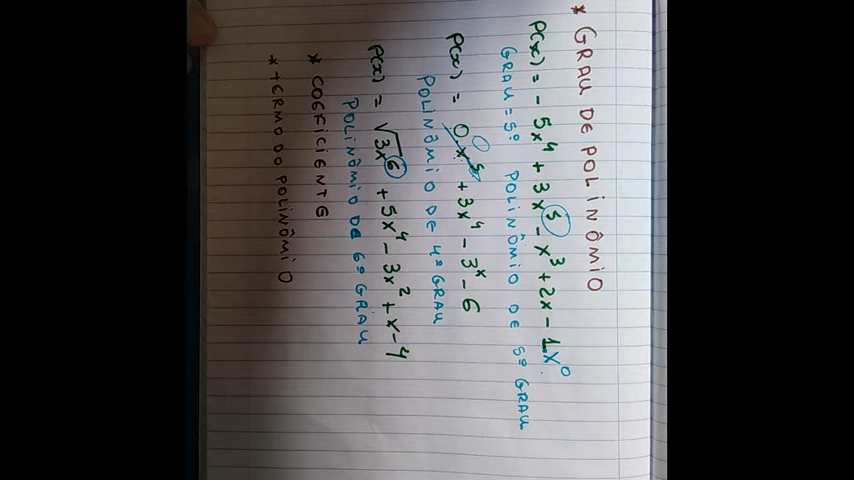 * GRAU DE POLINÔMIO
P(x) = - 5x⁴ + 3x⁵ - x³ + 2x - 1x⁰
GRAU = 5º POLINÔMIO DE 5º GRAU
P(x) = 0x⁵ + 3x⁴ - 3ˣ - 6
0
POLINÔMIO DE 4º GRAU
P(x) = √3x⁶ + 5x⁴ - 3x² + x - 4
POLINÔMIO DE 6º GRAU
* COEFICIENTE
* TERMO DO POLINÔMIO